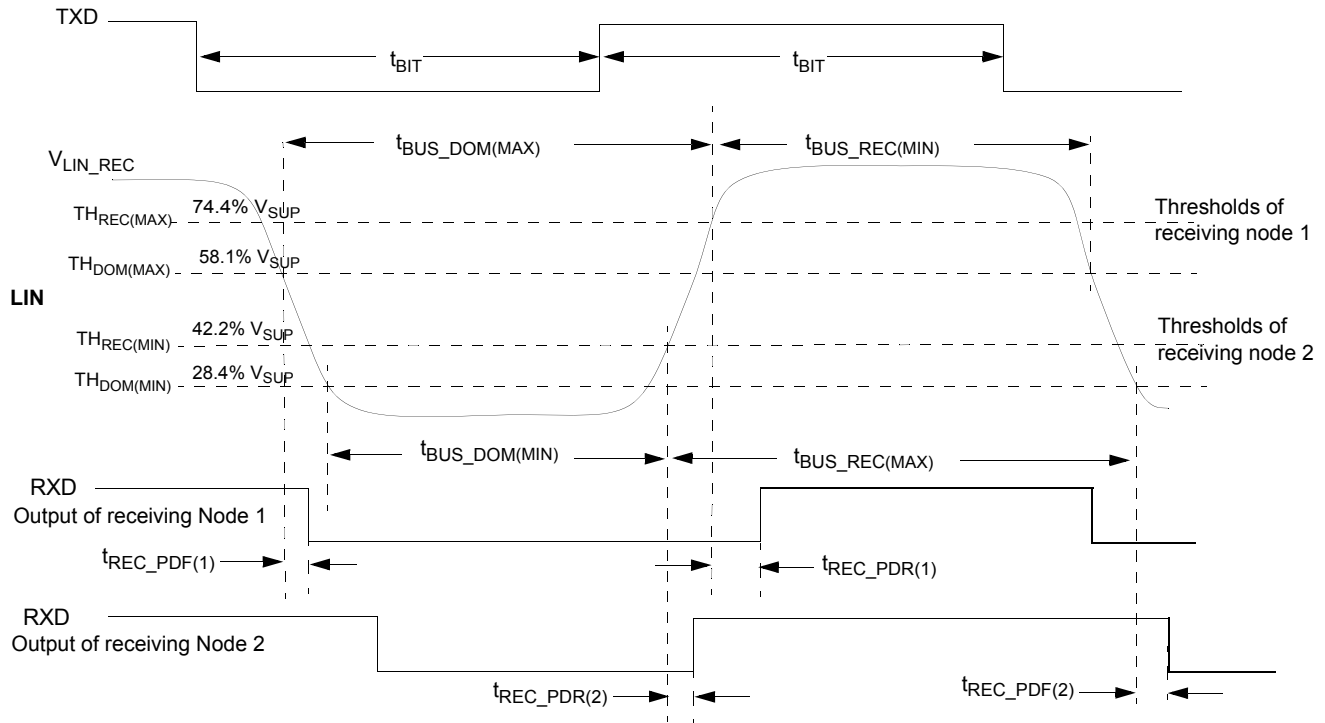 TXD
tBIT tBIT
tBUS_DOM(MAX) tBUS_REC(MIN)
VLIN_REC
THREC(MAX) 74.4% VSUP
Thresholds of
receiving node 1
THDOM(MAX) 58.1% VSUP
LIN
THREC(MIN) 42.2% VSUP
Thresholds of
receiving node 2
THDOM(MIN) 28.4% VSUP
tBUS_DOM(MIN) tBUS_REC(MAX)
RXD
Output of receiving Node 1
tREC_PDF(1) tREC_PDR(1)
RXD
Output of receiving Node 2
tREC_PDR(2) tREC_PDF(2)